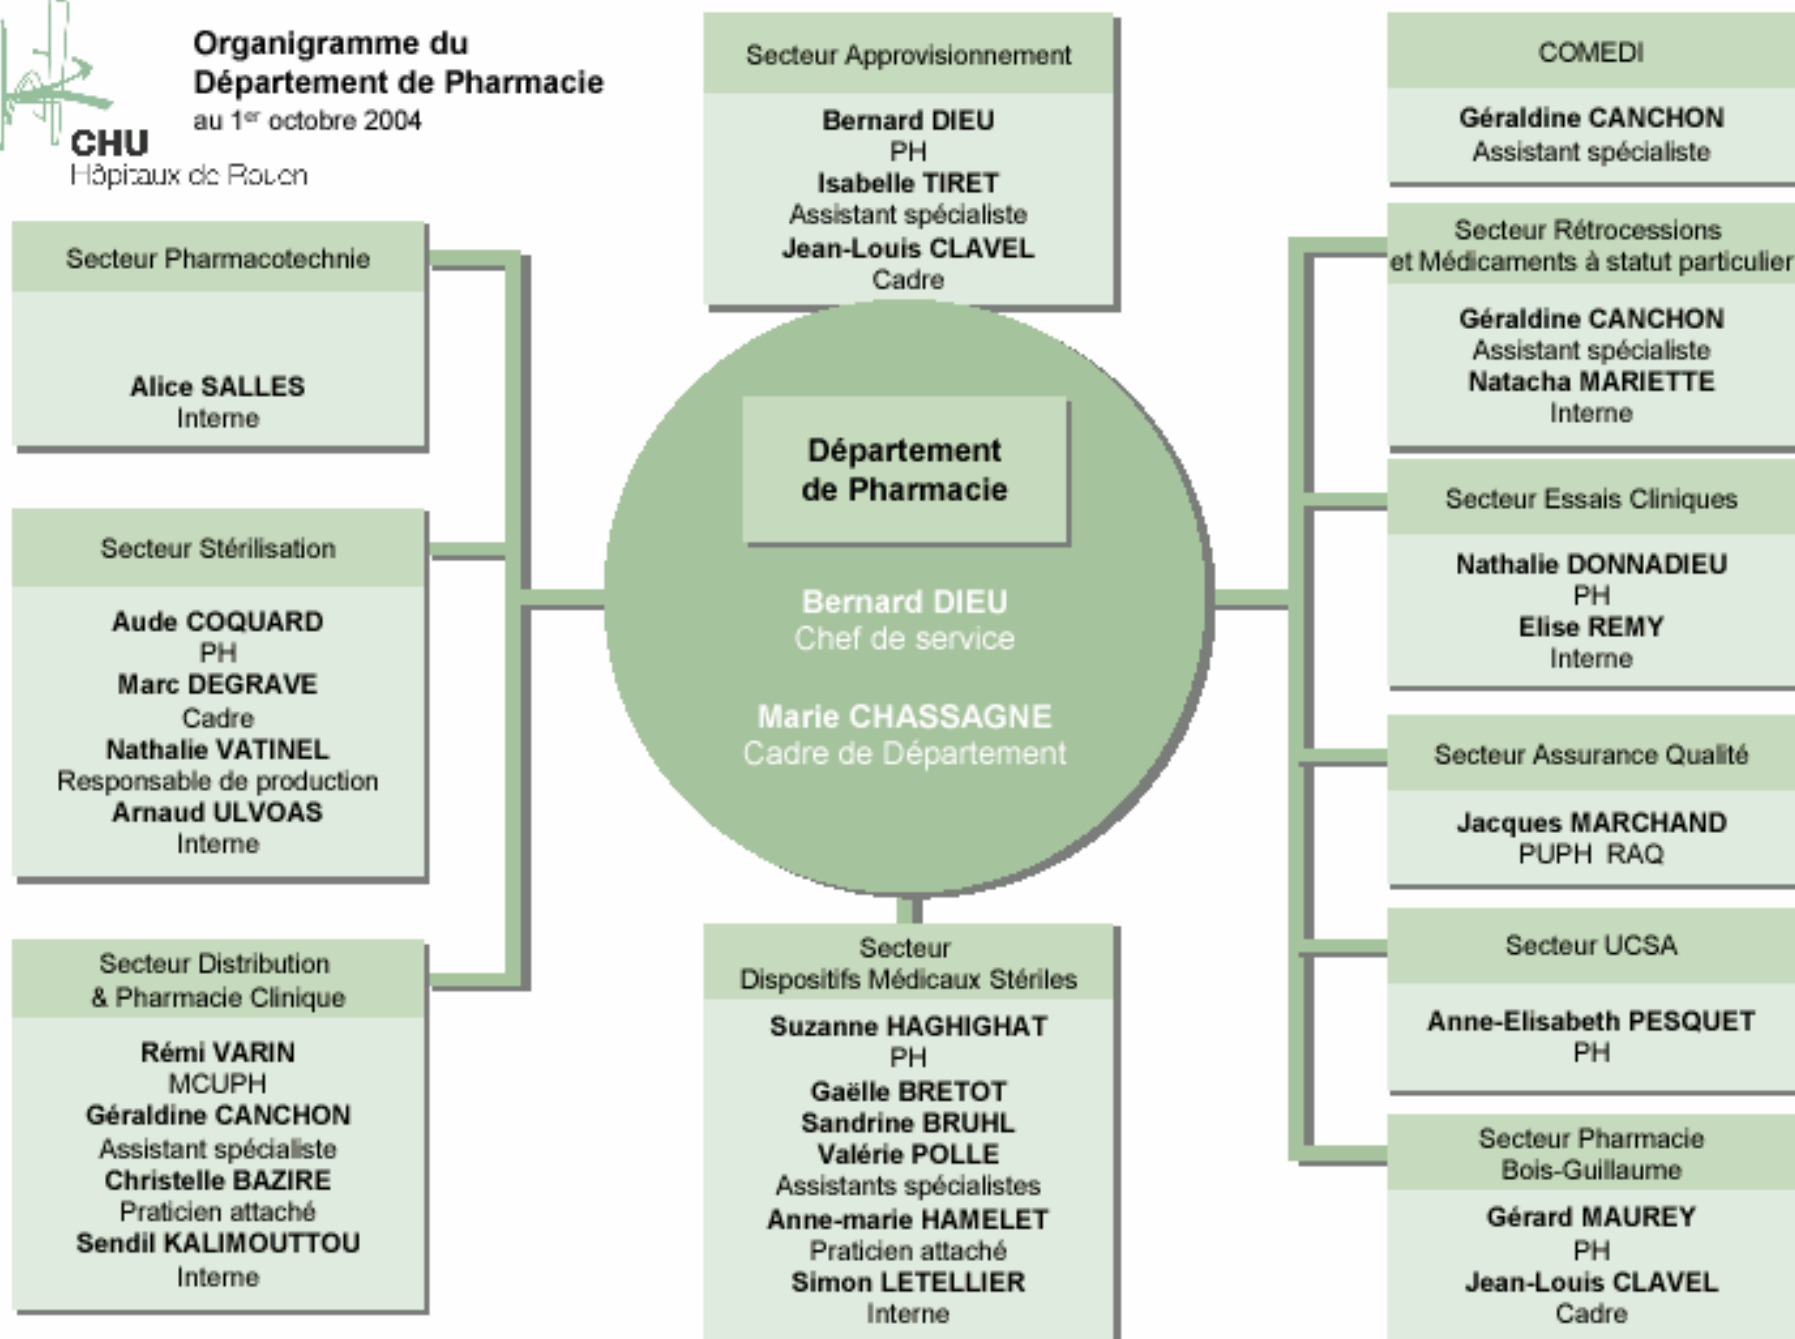 Organigramme du
Département de Pharmacie
au 1er octobre 2004
CHU
Hôpitaux de Rouen
Secteur Pharmacotechnie
Alice SALLES
Interne
Secteur Stérilisation
Aude COQUARD
PH
Marc DEGRAVE
Cadre
Nathalie VATINEL
Responsable de production
Arnaud ULVOAS
Interne
Secteur Distribution
& Pharmacie Clinique
Rémi VARIN
MCUPH
Géraldine CANCHON
Assistant spécialiste
Christelle BAZIRE
Praticien attaché
Sendil KALIMOUTTOU
Interne
Secteur Approvisionnement
Bernard DIEU
PH
Isabelle TIRET
Assistant spécialiste
Jean-Louis CLAVEL
Cadre
Département
de Pharmacie
Bernard DIEU
Chef de service
Marie CHASSAGNE
Cadre de Département
Secteur
Dispositifs Médicaux Stériles
Suzanne HAGHIGHAT
PH
Gaëlle BRETOT
Sandrine BRUHL
Valérie POLLE
Assistants spécialistes
Anne-marie HAMELET
Praticien attaché
Simon LETELLIER
Interne
COMEDI
Géraldine CANCHON
Assistant spécialiste
Secteur Rétrocessions
et Médicaments à statut particulier
Géraldine CANCHON
Assistant spécialiste
Natacha MARIETTE
Interne
Secteur Essais Cliniques
Nathalie DONNADIEU
PH
Elise REMY
Interne
Secteur Assurance Qualité
Jacques MARCHAND
PUPH RAQ
Secteur UCSA
Anne-Elisabeth PESQUET
PH
Secteur Pharmacie
Bois-Guillaume
Gérard MAUREY
PH
Jean-Louis CLAVEL
Cadre